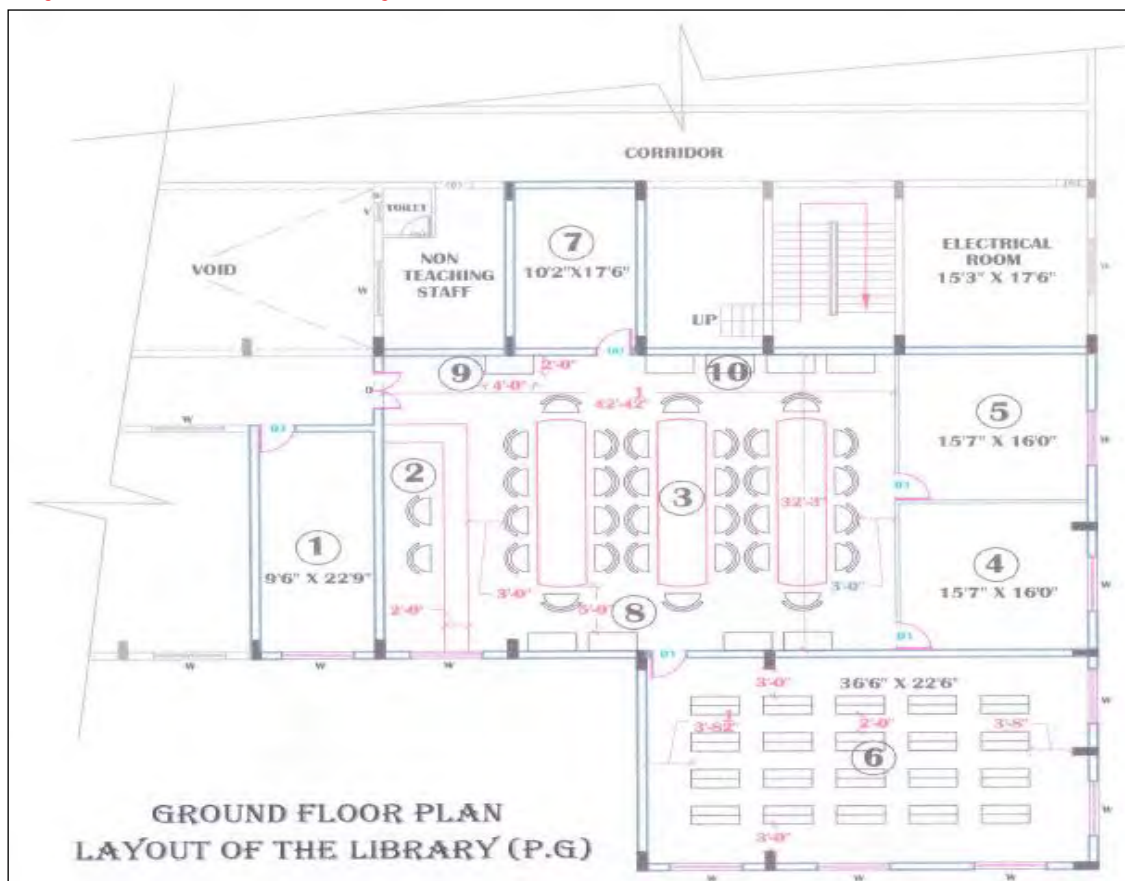 CORRIDOR
TOILET
W
V
VOID
W
NON
TEACHING
STAFF
7
10'2"X17'6"
UP
ELECTRICAL
ROOM
15'3" X 17'6"
W
9
2'-0"
4'-0"
10
D
W
D3
5
15'7" X 16'0"
W
2
3
32'-3"
D1
1
9'6" X 22'9"
4
15'7" X 16'0"
W
3'-0"
3'-0"
2'-0"
8
5'-0"
D1
W
W
W
D1
3'-0"
36'6" X 22'6"
W
2'-0"
3'-8"
6
W
3'-0"
W
W
W
GROUND FLOOR PLAN
LAYOUT OF THE LIBRARY (P.G)